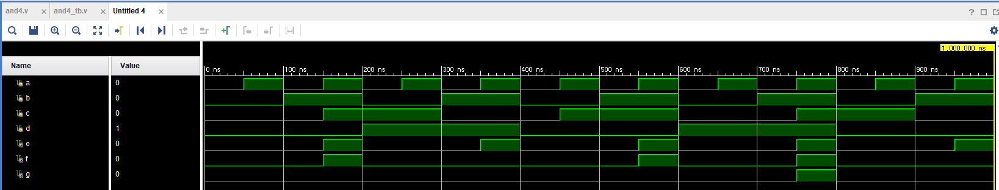 and4.v × and4_tb.v × Untitled 4 ×
?
1,000,000 ns
Name Value
0 ns 100 ns 200 ns 300 ns 400 ns 500 ns 600 ns 700 ns 800 ns 900 ns
a 0
b 0
c 0
d 1
e 0
f 0
g 0